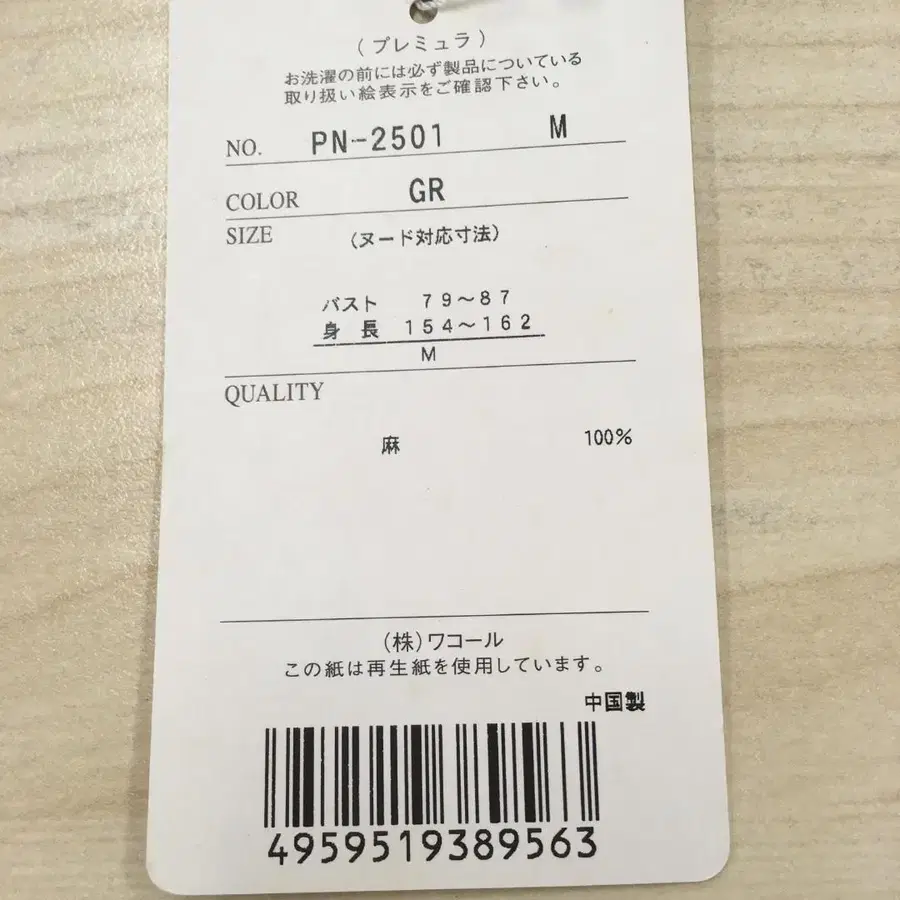 （プレミュラ）
お洗濯の前には必ず製品についている
取り扱い絵表示をご確認下さい。
NO. PN-2501 M
COLOR GR
SIZE （ヌード対応寸法）
バスト 79〜87
身長 154〜162
M
QUALITY
麻 100%
(株)ワコール
この紙は再生紙を使用しています。
中国製
4959519389563